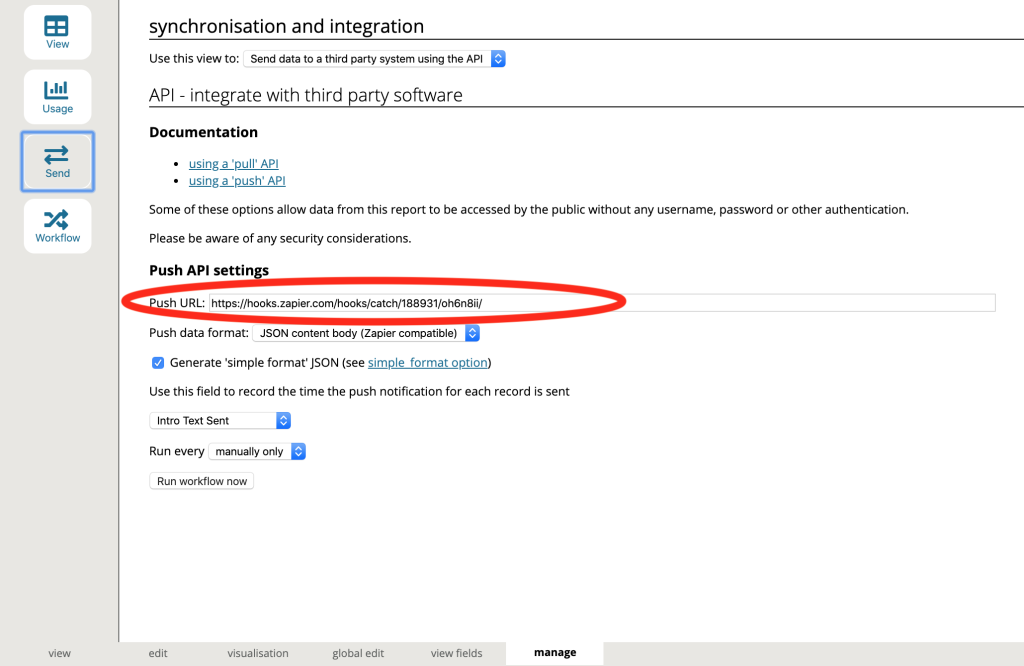 View
Usage
Send
Workflow
synchronisation and integration
Use this view to: Send data to a third party system using the API
API - integrate with third party software
Documentation
• using a 'pull' API
• using a 'push' API
Some of these options allow data from this report to be accessed by the public without any username, password or other authentication.
Please be aware of any security considerations.
Push API settings
Push URL: https://hooks.zapier.com/hooks/catch/188931/oh6n8ii/
Push data format: JSON content body (Zapier compatible)
Generate 'simple format' JSON (see simple_format option)
Use this field to record the time the push notification for each record is sent
Intro Text Sent
Run every manually only
Run workflow now
view edit visualisation global edit view fields manage